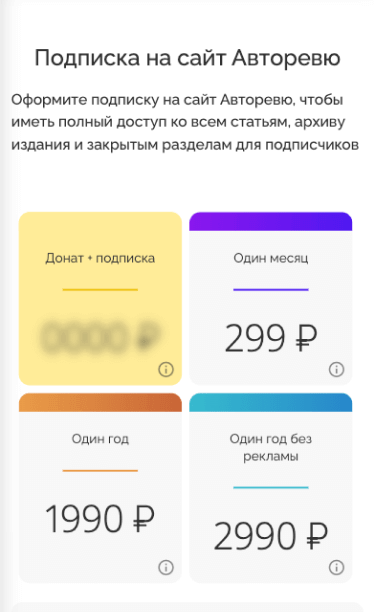 Подписка на сайт Авторевю
Оформите подписку на сайт Авторевю, чтобы
иметь полный доступ ко всем статьям, архиву
издания и закрытым разделам для подписчиков
Донат + подписка
Один месяц
299 ₽
Один год
1990 ₽
Один год без
рекламы
2990 ₽